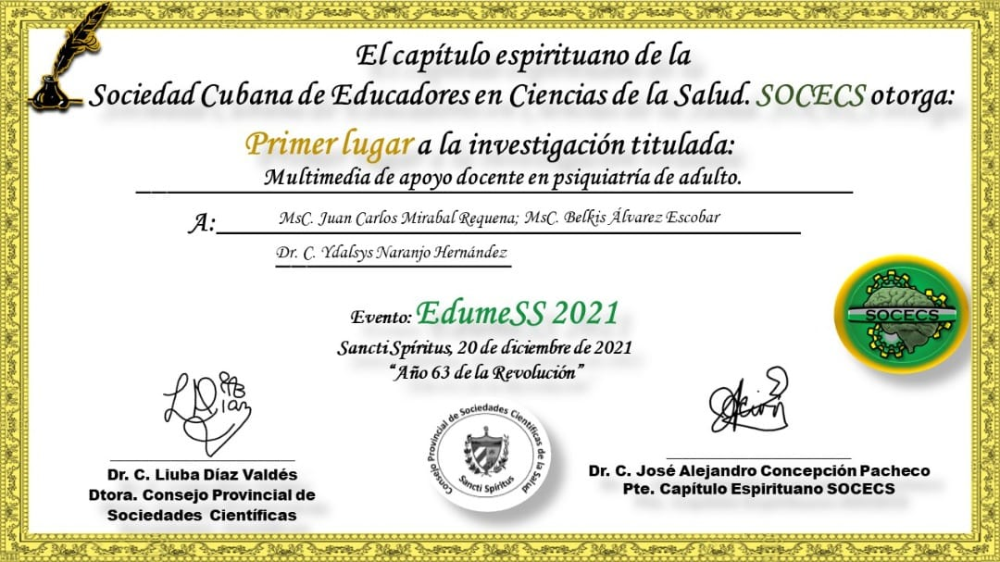 El capítulo espirituano de la
Sociedad Cubana de Educadores en Ciencias de la Salud. SOCECS otorga:
Primer lugar a la investigación titulada:
Multimedia de apoyo docente en psiquiatría de adulto.
A: MsC. Juan Carlos Mirabal Requena; MsC. Belkis Álvarez Escobar
Dr. C. Ydalsys Naranjo Hernández
SOCECS
Evento: EdumeSS 2021
Sancti Spíritus, 20 de diciembre de 2021
“Año 63 de la Revolución”
Consejo Provincial de Sociedades Científicas de la Salud
Sancti Spíritus
Dr. C. Liuba Díaz Valdés
Dtora. Consejo Provincial de
Sociedades Científicas
Dr. C. José Alejandro Concepción Pacheco
Pte. Capítulo Espirituano SOCECS